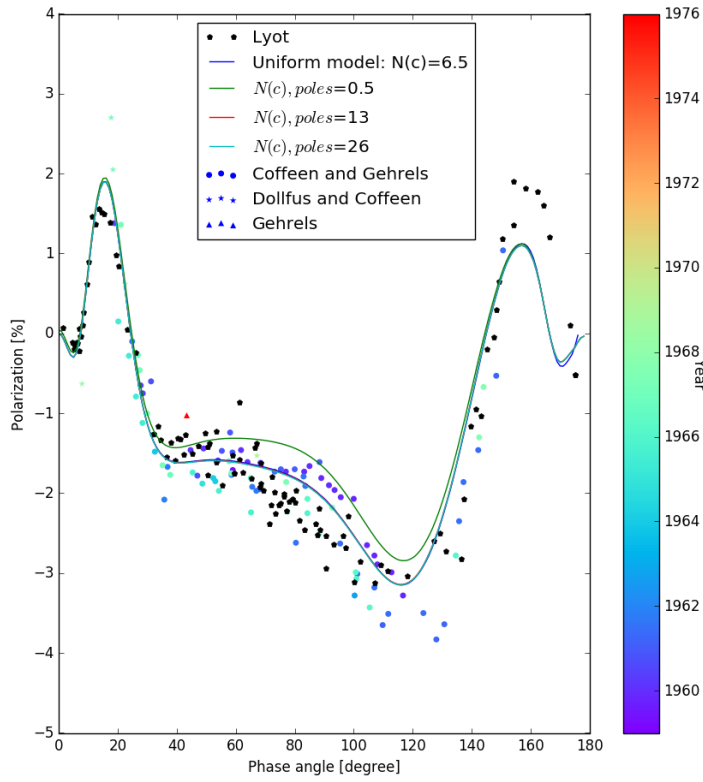 4
3
2
1
0
−1
−2
−3
−4
−5
Polarization [%]
0 20 40 60 80 100 120 140 160 180
Phase angle [degree]
Lyot
Uniform model: N(c)=6.5
N(c), poles=0.5
N(c), poles=13
N(c), poles=26
Coffeen and Gehrels
Dollfus and Coffeen
Gehrels
1976
1974
1972
1970
1968
1966
1964
1962
1960
Year